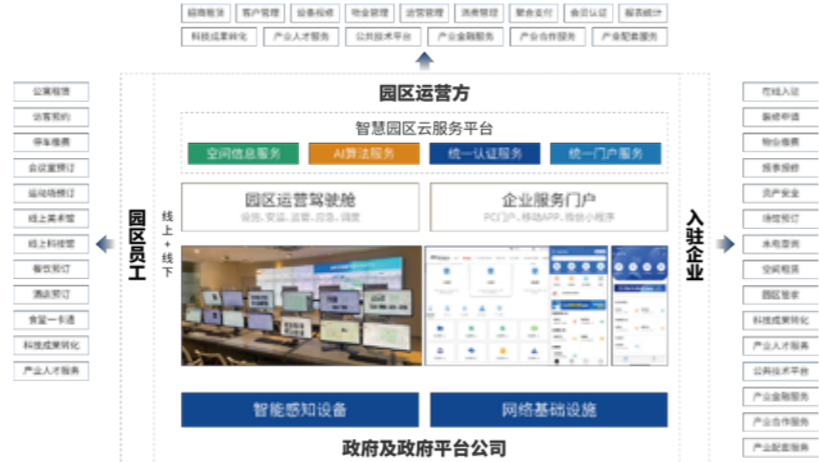 招商租赁 客户管理 设备报修 物业管理 运营管理 消费管理 聚合支付 会员认证 报表统计
科技成果转化 产业人才服务 公共技术平台 产业金融服务 产业合作服务 产业配套服务
园区运营方
智慧园区云服务平台
空间信息服务 AI算法服务 统一认证服务 统一门户服务
园区运营驾驶舱
设施、安监、监管、应急、调度
企业服务门户
PC门户、移动APP、微信小程序
智能感知设备 网络基础设施
政府及政府平台公司
园区员工
线上+线下
入驻企业
公寓租赁
访客预约
停车缴费
会议室预订
运动场预订
线上美术馆
线上科技馆
餐饮预订
酒店预订
食堂一卡通
科技成果转化
产业人才服务
在线入驻
装修申请
物业缴费
报事报修
资产安全
场馆预订
水电查询
空间租赁
园区管家
科技成果转化
产业人才服务
公共技术平台
产业金融服务
产业合作服务
产业配套服务